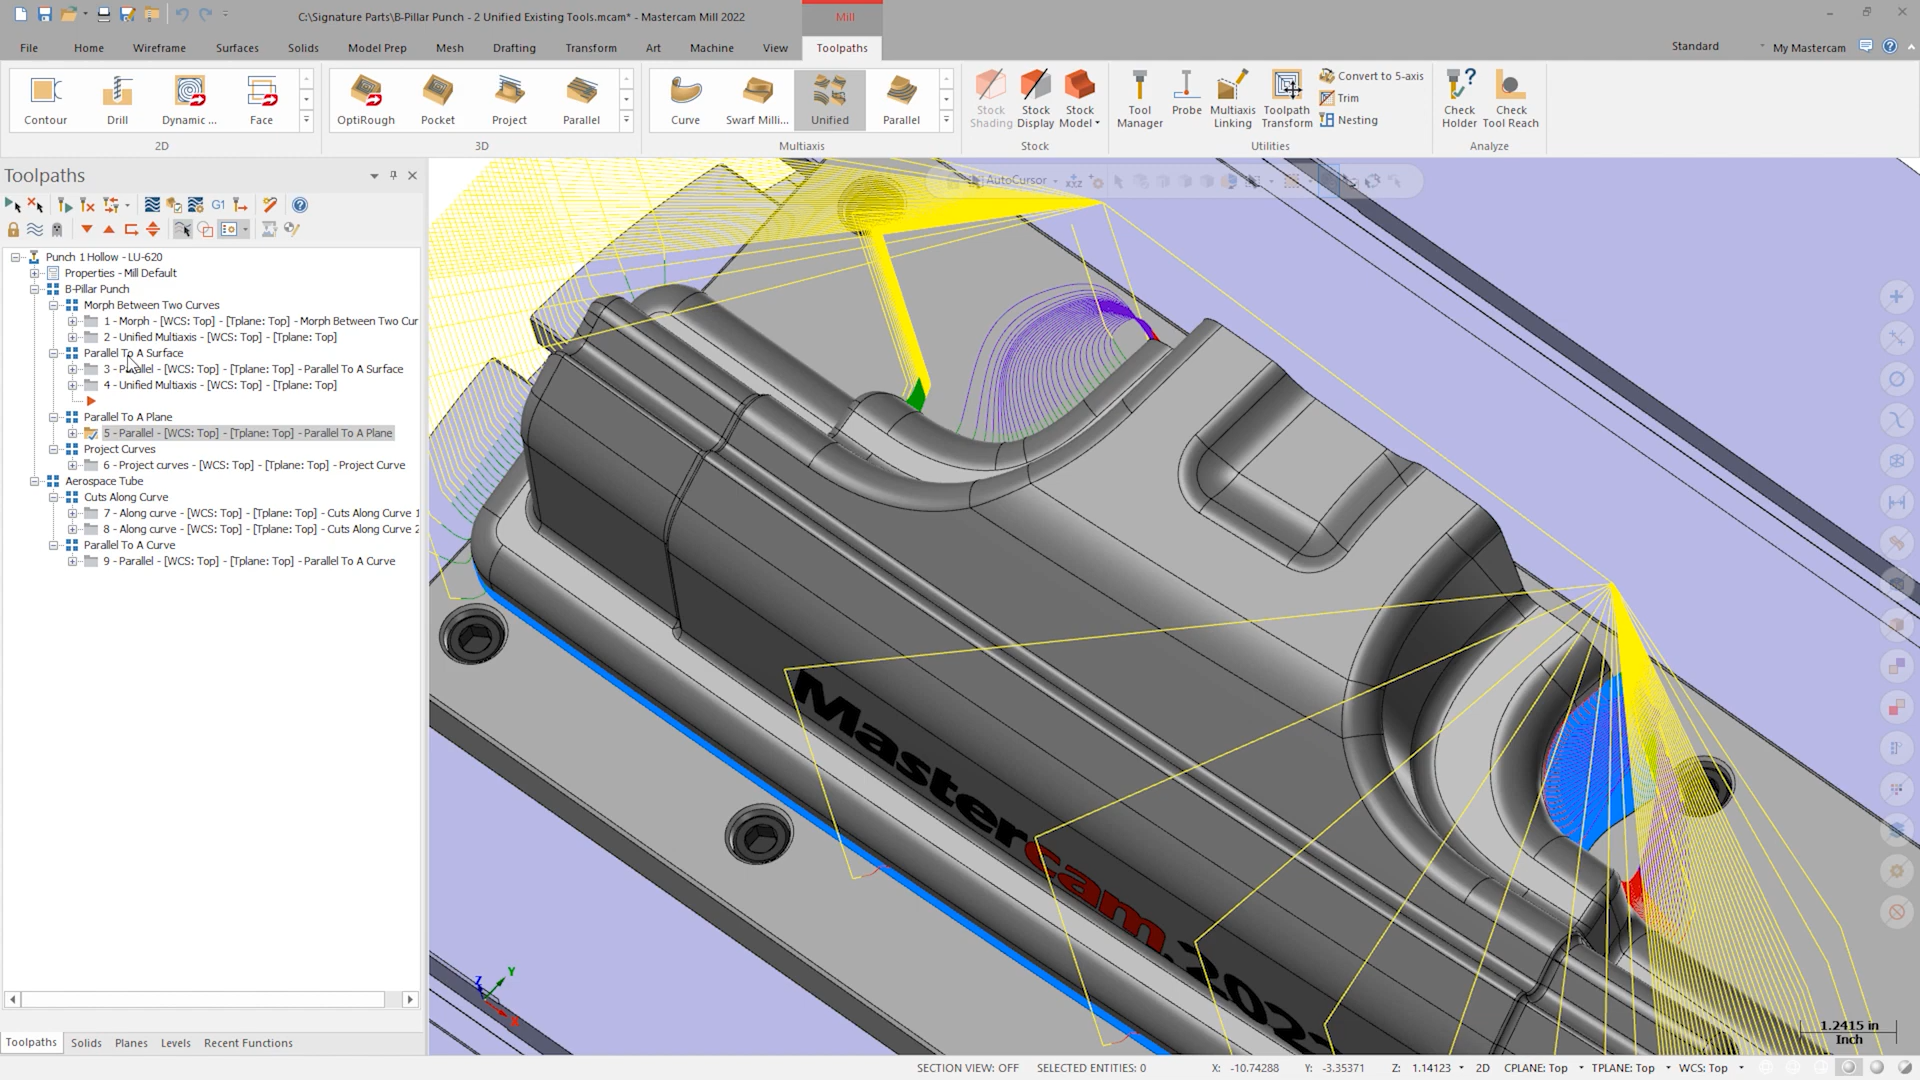 C:\Signature Parts\B-Pillar Punch - 2 Unified Existing Tools.mcam* - Mastercam Mill 2022
Mill
File Home Wireframe Surfaces Solids Model Prep Mesh Drafting Transform Art Machine View Toolpaths Standard My Mastercam
Contour Drill Dynamic ... Face
2D
OptiRough Pocket Project Parallel
3D
Curve Swarf Milli... Unified Parallel
Multiaxis
Stock Shading Stock Display Stock Model
Stock
Tool Manager Probe Multiaxis Linking Toolpath Transform Convert to 5-axis Trim Nesting
Utilities
Check Holder Check Tool Reach
Analyze
Toolpaths
AutoCursor
G1
Punch 1 Hollow - LU-620
Properties - Mill Default
B-Pillar Punch
Morph Between Two Curves
1 - Morph - [WCS: Top] - [Tplane: Top] - Morph Between Two Cur
2 - Unified Multiaxis - [WCS: Top] - [Tplane: Top]
Parallel To A Surface
3 - Parallel - [WCS: Top] - [Tplane: Top] - Parallel To A Surface
4 - Unified Multiaxis - [WCS: Top] - [Tplane: Top]
Parallel To A Plane
5 - Parallel - [WCS: Top] - [Tplane: Top] - Parallel To A Plane
Project Curves
6 - Project curves - [WCS: Top] - [Tplane: Top] - Project Curve
Aerospace Tube
Cuts Along Curve
7 - Along curve - [WCS: Top] - [Tplane: Top] - Cuts Along Curve 1
8 - Along curve - [WCS: Top] - [Tplane: Top] - Cuts Along Curve 2
Parallel To A Curve
9 - Parallel - [WCS: Top] - [Tplane: Top] - Parallel To A Curve
Mastercam.2022
Z Y X
1.2415 in
Inch
Toolpaths Solids Planes Levels Recent Functions
SECTION VIEW: OFF SELECTED ENTITIES: 0 X: -10.74288 Y: -3.35371 Z: 1.14123 2D CPLANE: Top TPLANE: Top WCS: Top